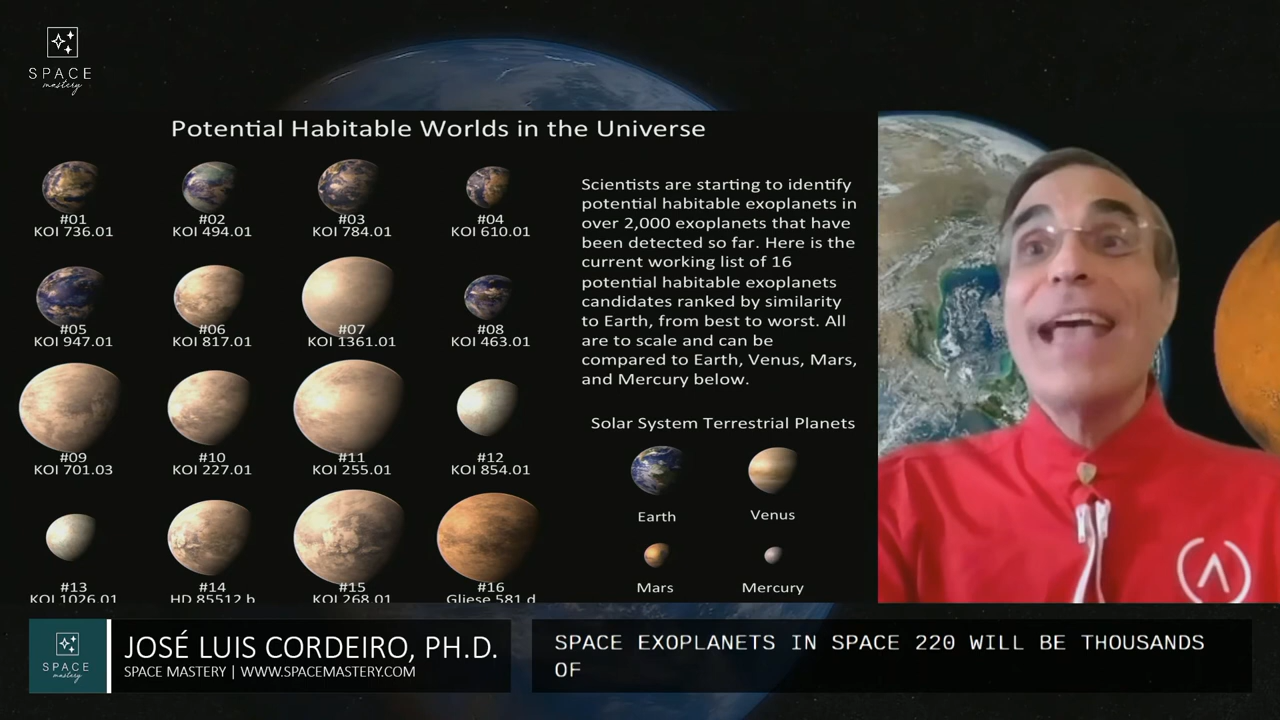 SPACE
mastery
Potential Habitable Worlds in the Universe
#01
KOI 736.01
#02
KOI 494.01
#03
KOI 784.01
#04
KOI 610.01
#05
KOI 947.01
#06
KOI 817.01
#07
KOI 1361.01
#08
KOI 463.01
#09
KOI 701.03
#10
KOI 227.01
#11
KOI 255.01
#12
KOI 854.01
#13
KOI 1026.01
#14
HD 85512 b
#15
KOI 268.01
#16
Gliese 581 d
Scientists are starting to identify
potential habitable exoplanets in
over 2,000 exoplanets that have
been detected so far. Here is the
current working list of 16
potential habitable exoplanets
candidates ranked by similarity
to Earth, from best to worst. All
are to scale and can be
compared to Earth, Venus, Mars,
and Mercury below.
Solar System Terrestrial Planets
Earth
Venus
Mars
Mercury
SPACE
mastery
JOSÉ LUIS CORDEIRO, PH.D.
SPACE MASTERY | WWW.SPACEMASTERY.COM
SPACE EXOPLANETS IN SPACE 220 WILL BE THOUSANDS
OF